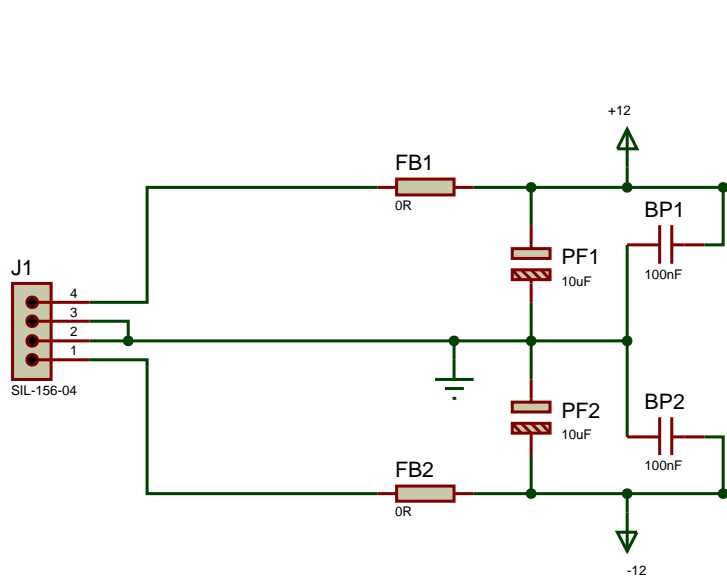 +12
FB1
0R
BP1
100nF
PF1
10uF
J1
4
3
2
1
SIL-156-04
PF2
10uF
BP2
100nF
FB2
0R
-12